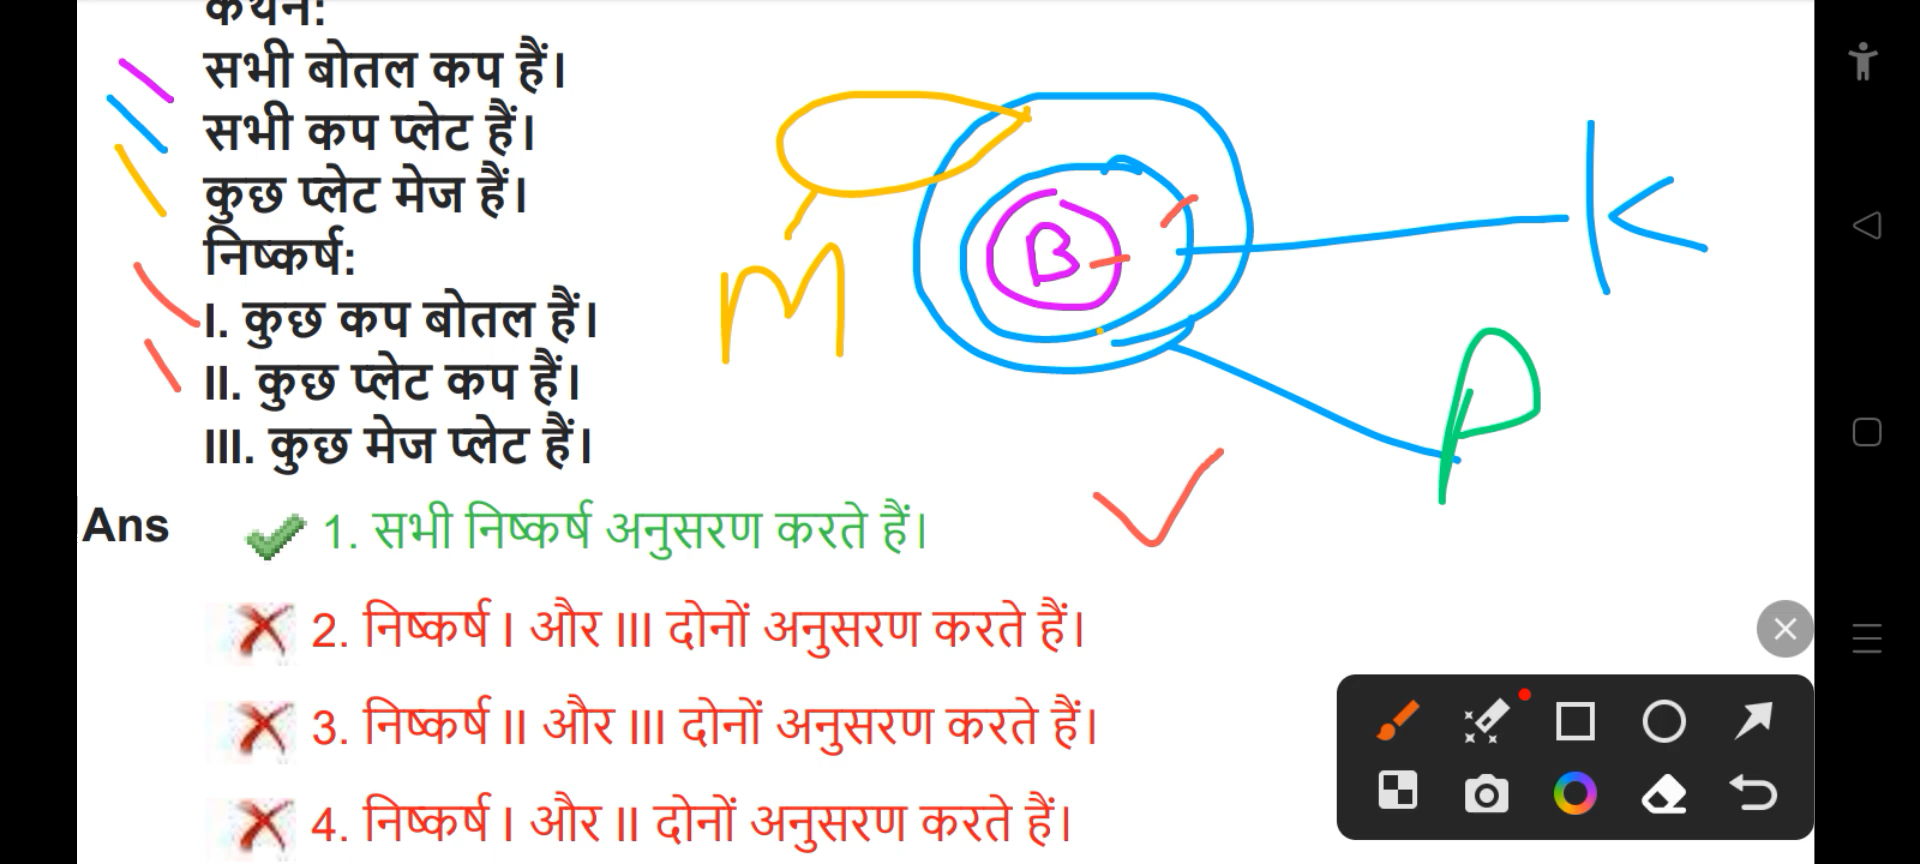 कथन:
सभी बोतल कप हैं।
सभी कप प्लेट हैं।
कुछ प्लेट मेज हैं।
निष्कर्ष:
I. कुछ कप बोतल हैं।
II. कुछ प्लेट कप हैं।
III. कुछ मेज प्लेट हैं।
M
B
K
P
Ans
1. सभी निष्कर्ष अनुसरण करते हैं।
2. निष्कर्ष I और III दोनों अनुसरण करते हैं।
3. निष्कर्ष II और III दोनों अनुसरण करते हैं।
4. निष्कर्ष I और II दोनों अनुसरण करते हैं।